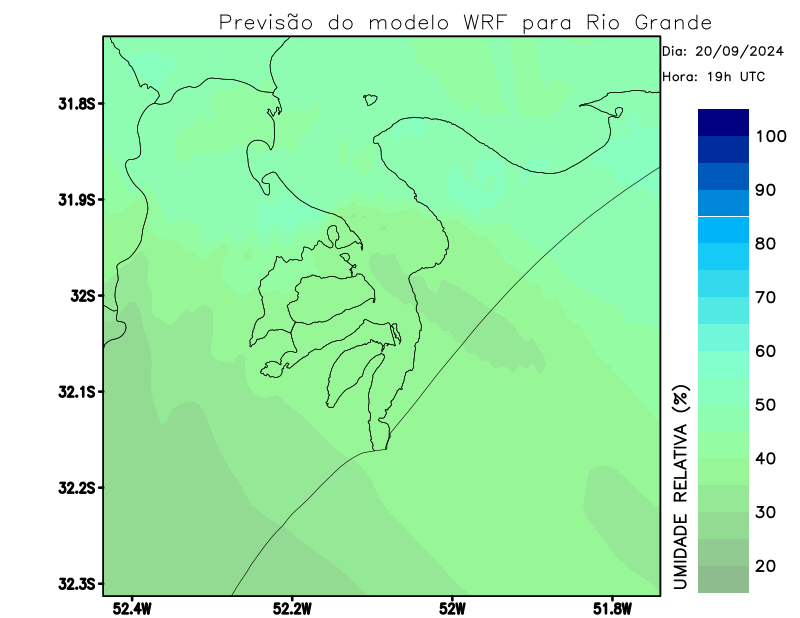 Previsão do modelo WRF para Rio Grande
Dia: 20/09/2024
Hora: 19h UTC
31.8S
31.9S
32S
32.1S
32.2S
32.3S
52.4W
52.2W
52W
51.8W
UMIDADE RELATIVA (%)
100
90
80
70
60
50
40
30
20